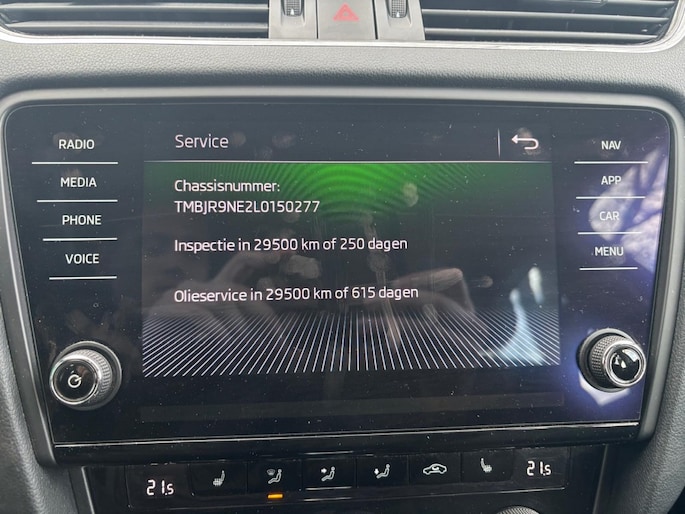 Service
RADIO
MEDIA
PHONE
VOICE
Chassisnummer:
TMBJR9NE2L0150277
Inspectie in 29500 km of 250 dagen
Olieservice in 29500 km of 615 dagen
NAV
APP
CAR
MENU
21.5
21.5